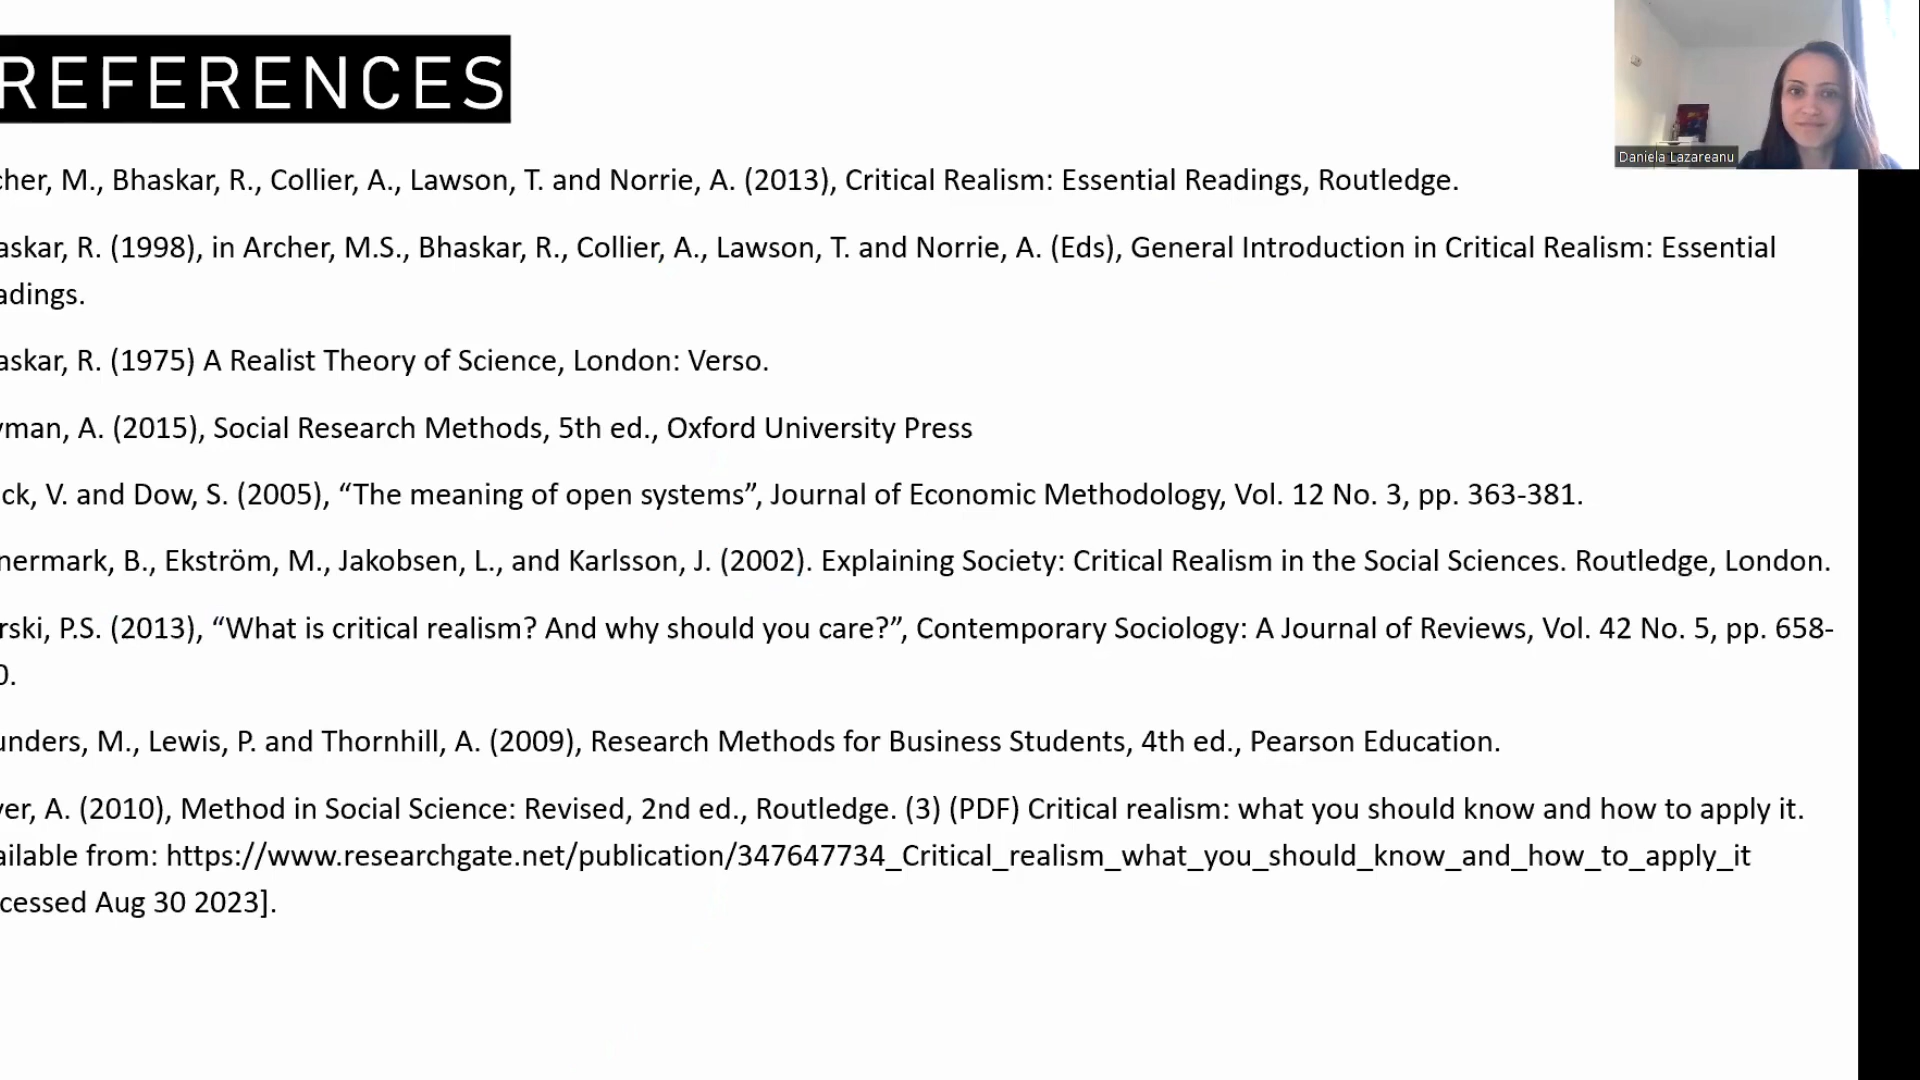 REFERENCES
Daniela Lazareanu
cher, M., Bhaskar, R., Collier, A., Lawson, T. and Norrie, A. (2013), Critical Realism: Essential Readings, Routledge.
askar, R. (1998), in Archer, M.S., Bhaskar, R., Collier, A., Lawson, T. and Norrie, A. (Eds), General Introduction in Critical Realism: Essential
adings.
askar, R. (1975) A Realist Theory of Science, London: Verso.
yman, A. (2015), Social Research Methods, 5th ed., Oxford University Press
ck, V. and Dow, S. (2005), “The meaning of open systems”, Journal of Economic Methodology, Vol. 12 No. 3, pp. 363-381.
nermark, B., Ekström, M., Jakobsen, L., and Karlsson, J. (2002). Explaining Society: Critical Realism in the Social Sciences. Routledge, London.
rski, P.S. (2013), “What is critical realism? And why should you care?”, Contemporary Sociology: A Journal of Reviews, Vol. 42 No. 5, pp. 658-
0.
unders, M., Lewis, P. and Thornhill, A. (2009), Research Methods for Business Students, 4th ed., Pearson Education.
yer, A. (2010), Method in Social Science: Revised, 2nd ed., Routledge. (3) (PDF) Critical realism: what you should know and how to apply it.
ailable from: https://www.researchgate.net/publication/347647734_Critical_realism_what_you_should_know_and_how_to_apply_it
cessed Aug 30 2023].